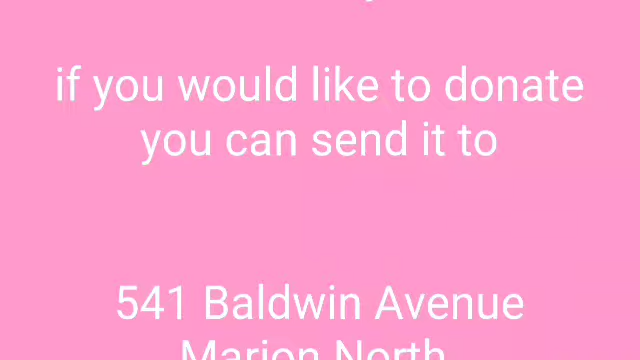 if you would like to donate
you can send it to
541 Baldwin Avenue
Marion North